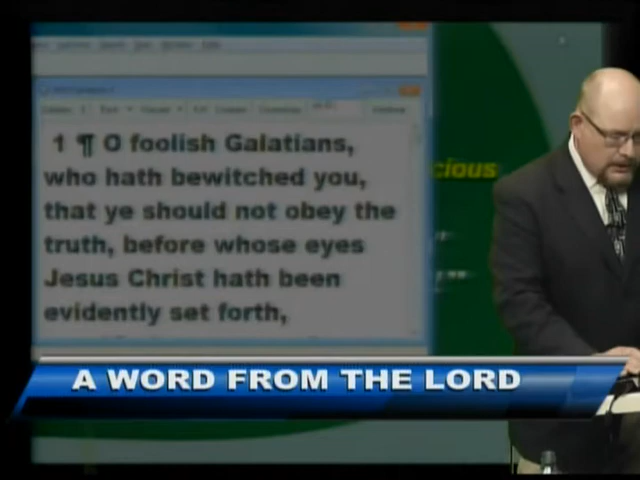 1 ¶ O foolish Galatians,
who hath bewitched you,
that ye should not obey the
truth, before whose eyes
Jesus Christ hath been
evidently set forth,
cious
A WORD FROM THE LORD